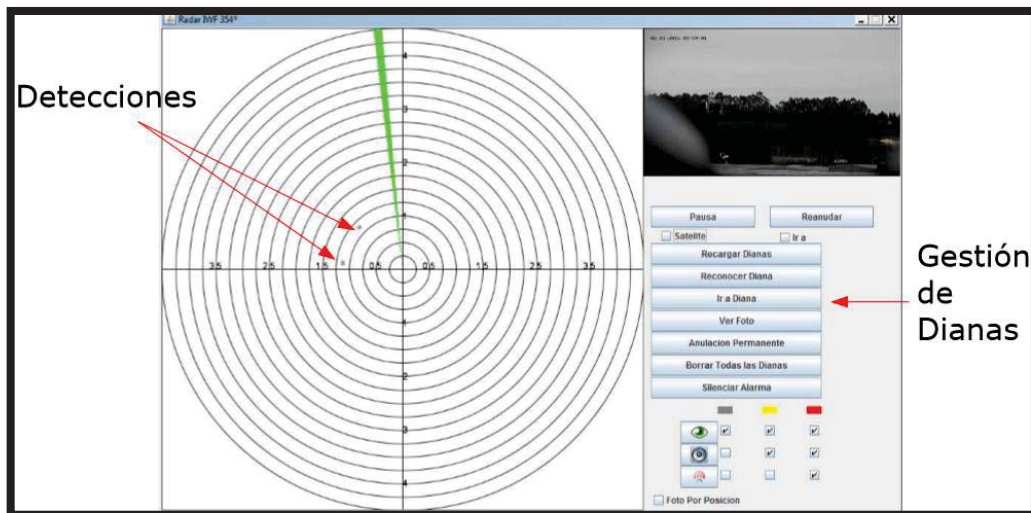 Radar IWF 354º
Detecciones
4
3
2
1
3.5 2.5 1.5 0.5 0.5 1.5 2.5 3.5
1
2
3
4
Pausa Reanudar
Satelite Ir a
Recargar Dianas
Reconocer Diana
Ir a Diana
Ver Foto
Anulacion Permanente
Borrar Todas las Dianas
Silenciar Alarma
Foto Por Posicion
Gestión
de
Dianas